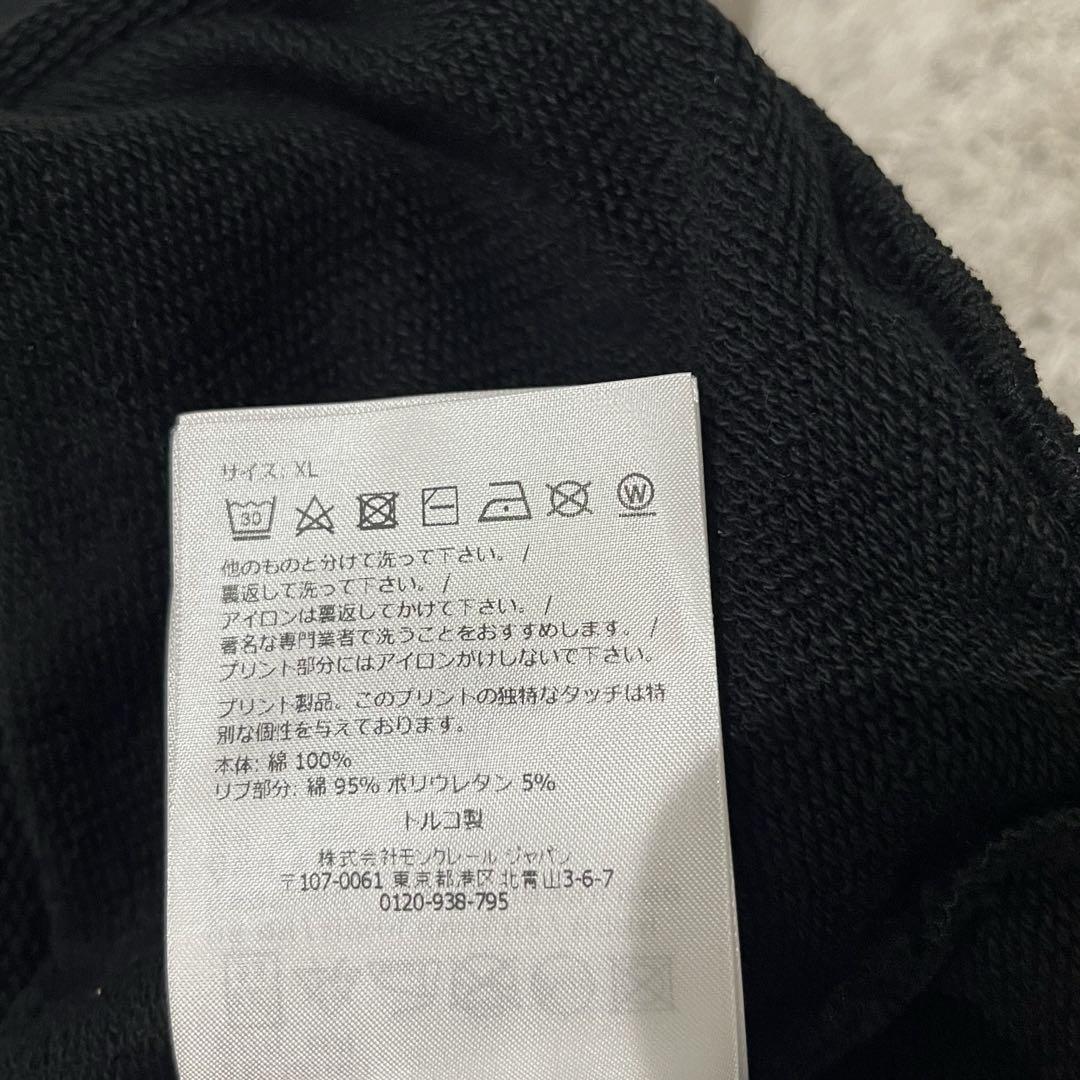 サイズ: XL
30
W
他のものと分けて洗って下さい。 /
裏返して洗って下さい。 /
アイロンは裏返してかけて下さい。 /
著名な専門業者で洗うことをおすすめします。 /
プリント部分にはアイロンがけしないで下さい。
プリント製品。このプリントの独特なタッチは特
別な個性を与えております。
本体: 綿 100%
リブ部分: 綿 95% ポリウレタン 5%
トルコ製
株式会社モンクレール ジャパン
〒107-0061 東京都港区 北青山3-6-7
0120-938-795